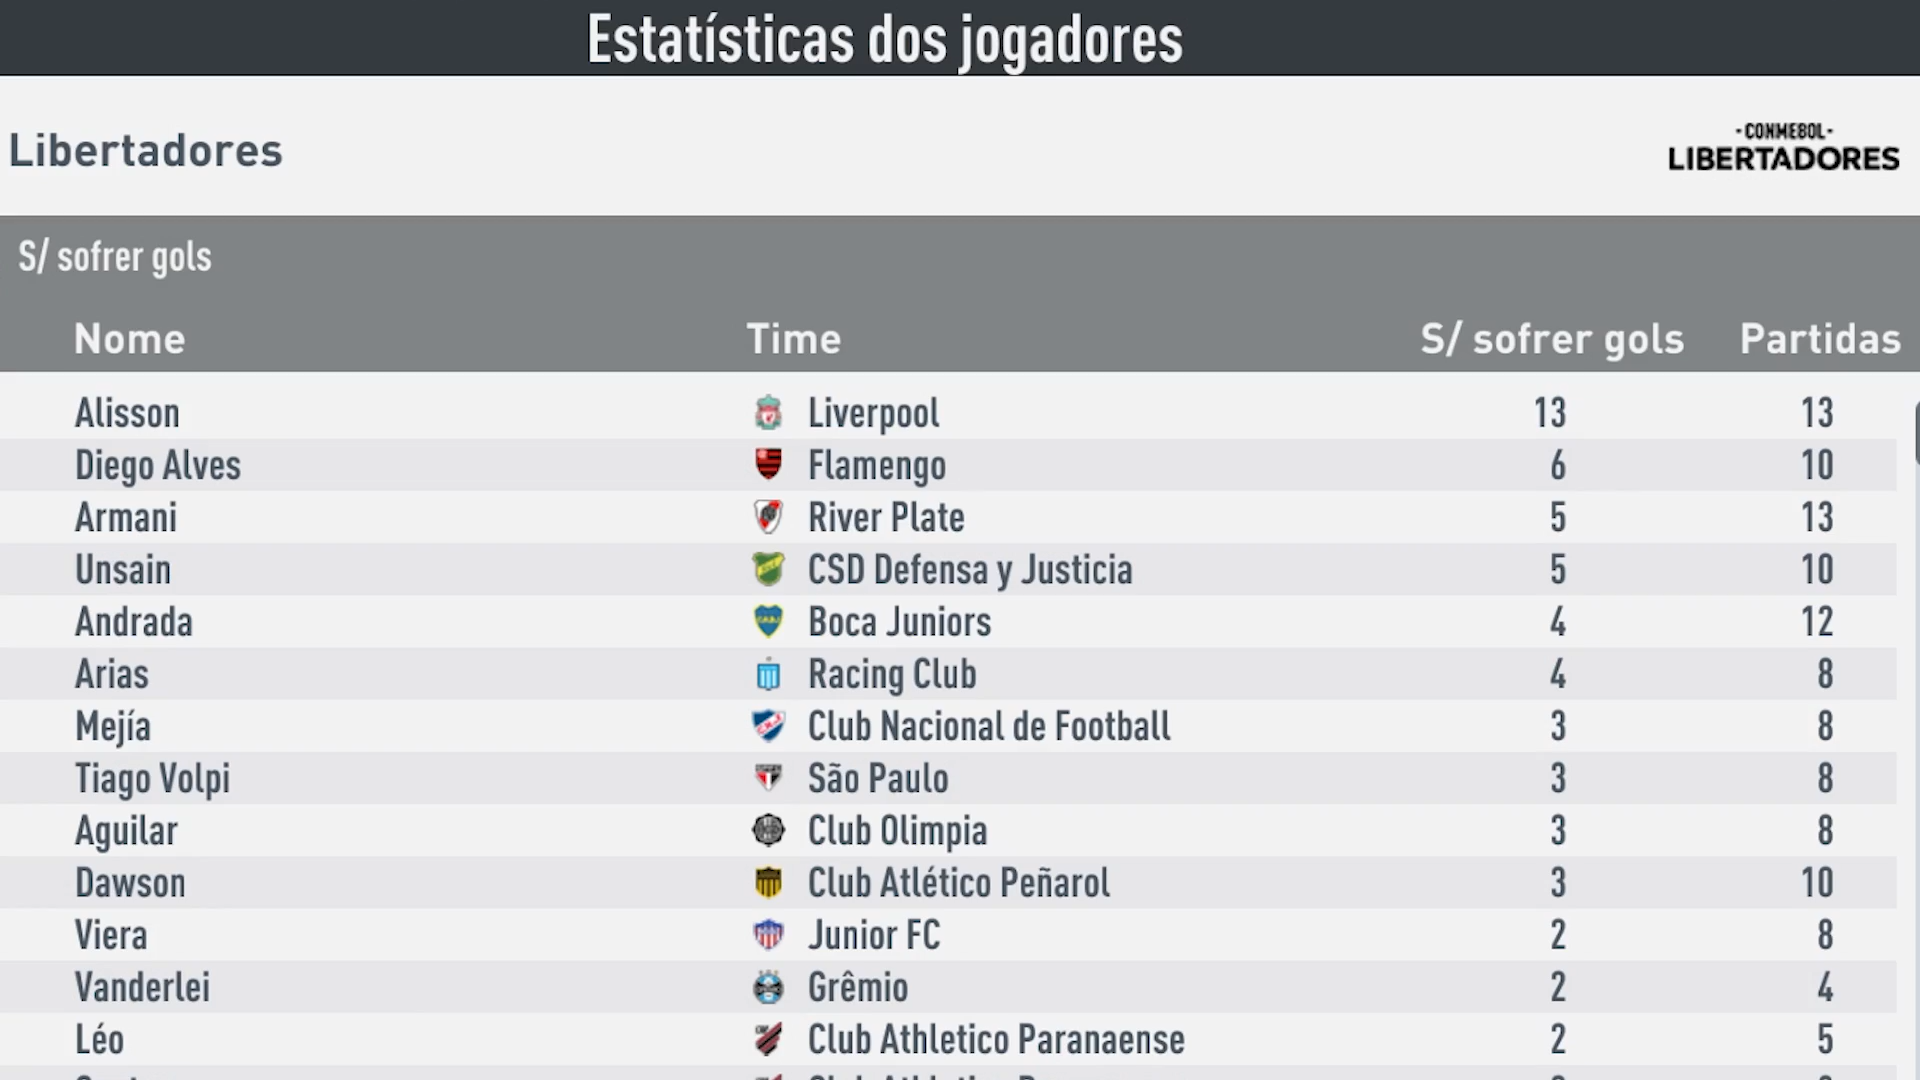 Estatísticas dos jogadores
Libertadores
·CONMEBOL·
LIBERTADORES
S/ sofrer gols
Nome Time S/ sofrer gols Partidas
Alisson Liverpool 13 13
Diego Alves Flamengo 6 10
Armani River Plate 5 13
Unsain CSD Defensa y Justicia 5 10
Andrada Boca Juniors 4 12
Arias Racing Club 4 8
Mejía Club Nacional de Football 3 8
Tiago Volpi São Paulo 3 8
Aguilar Club Olimpia 3 8
Dawson Club Atlético Peñarol 3 10
Viera Junior FC 2 8
Vanderlei Grêmio 2 4
Léo Club Athletico Paranaense 2 5